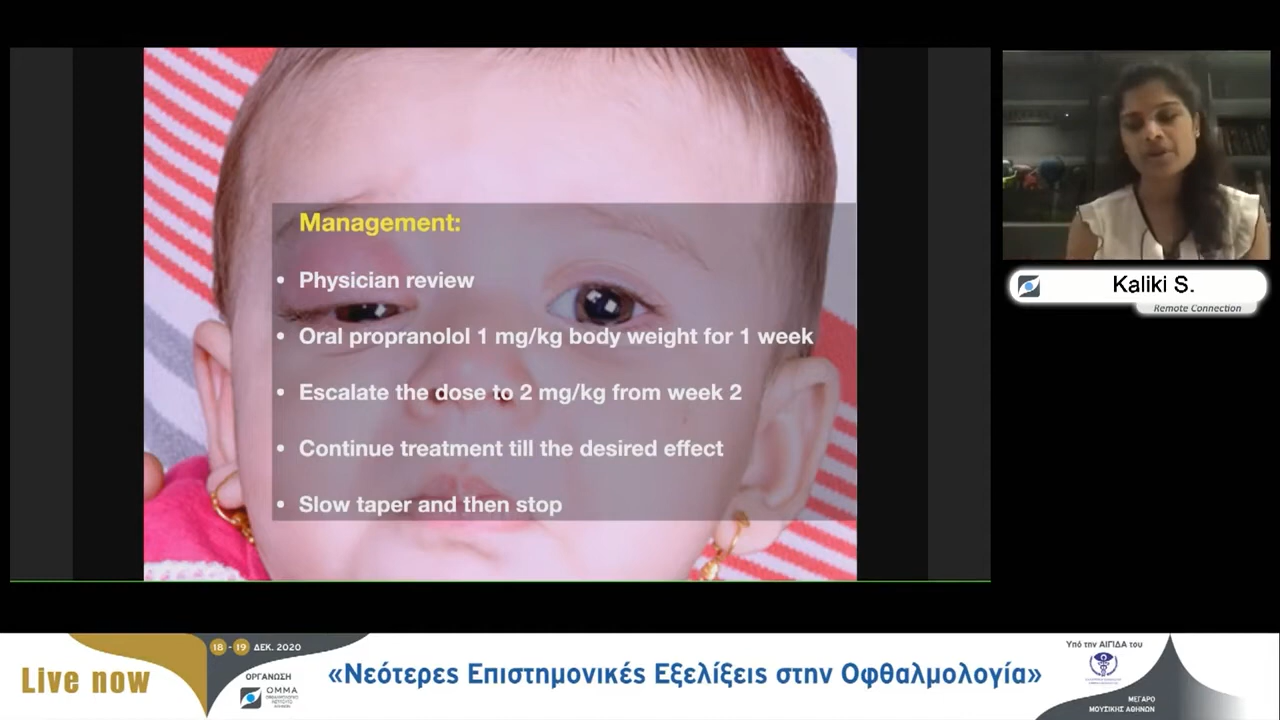 Management:
• Physician review
• Oral propranolol 1 mg/kg body weight for 1 week
• Escalate the dose to 2 mg/kg from week 2
• Continue treatment till the desired effect
• Slow taper and then stop
Kaliki S.
Remote Connection
Live now
18 - 19 ΔΕΚ. 2020
ΟΡΓΑΝΩΣΗ
OMMA
«Νεότερες Επιστημονικές Εξελίξεις στην Οφθαλμολογία»
Υπό την ΑΙΓΙΔΑ του
ΜΕΓΑΡΟ
ΜΟΥΣΙΚΗΣ ΑΘΗΝΩΝ